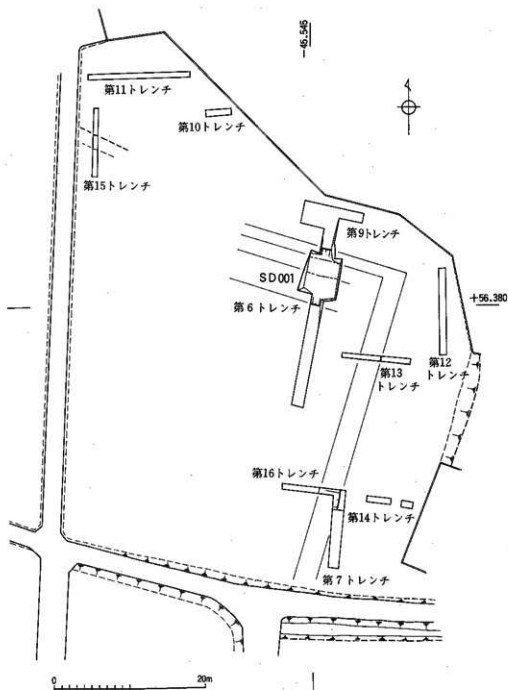 -45.545
第11トレンチ
第10トレンチ
第15トレンチ
第9トレンチ
SD001
+56.380
第6トレンチ
第12
トレンチ
第13
トレンチ
第16トレンチ
第14トレンチ
第7トレンチ
0
20m